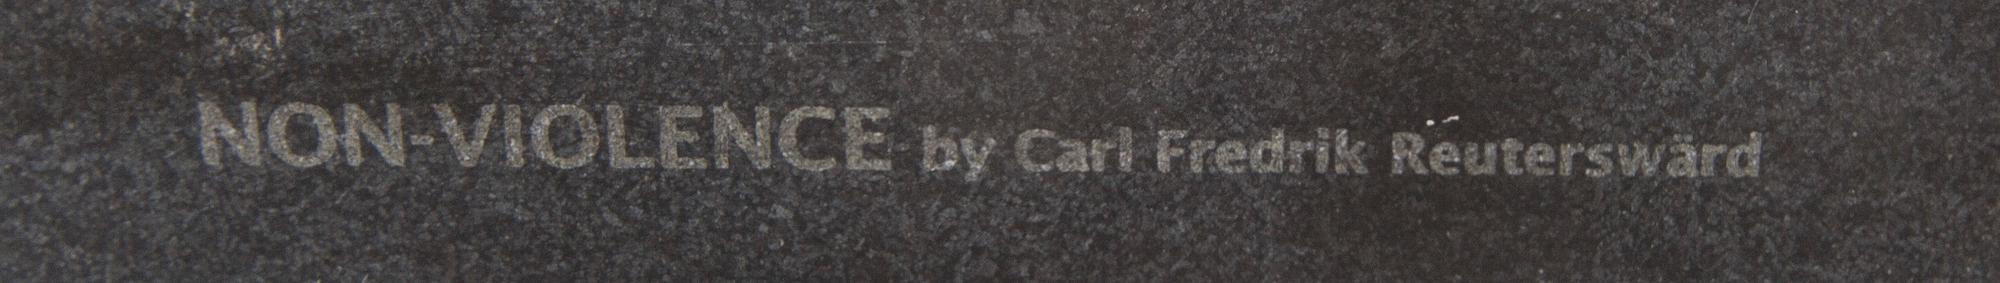 NON-VIOLENCE by Carl Fredrik Reuterswärd